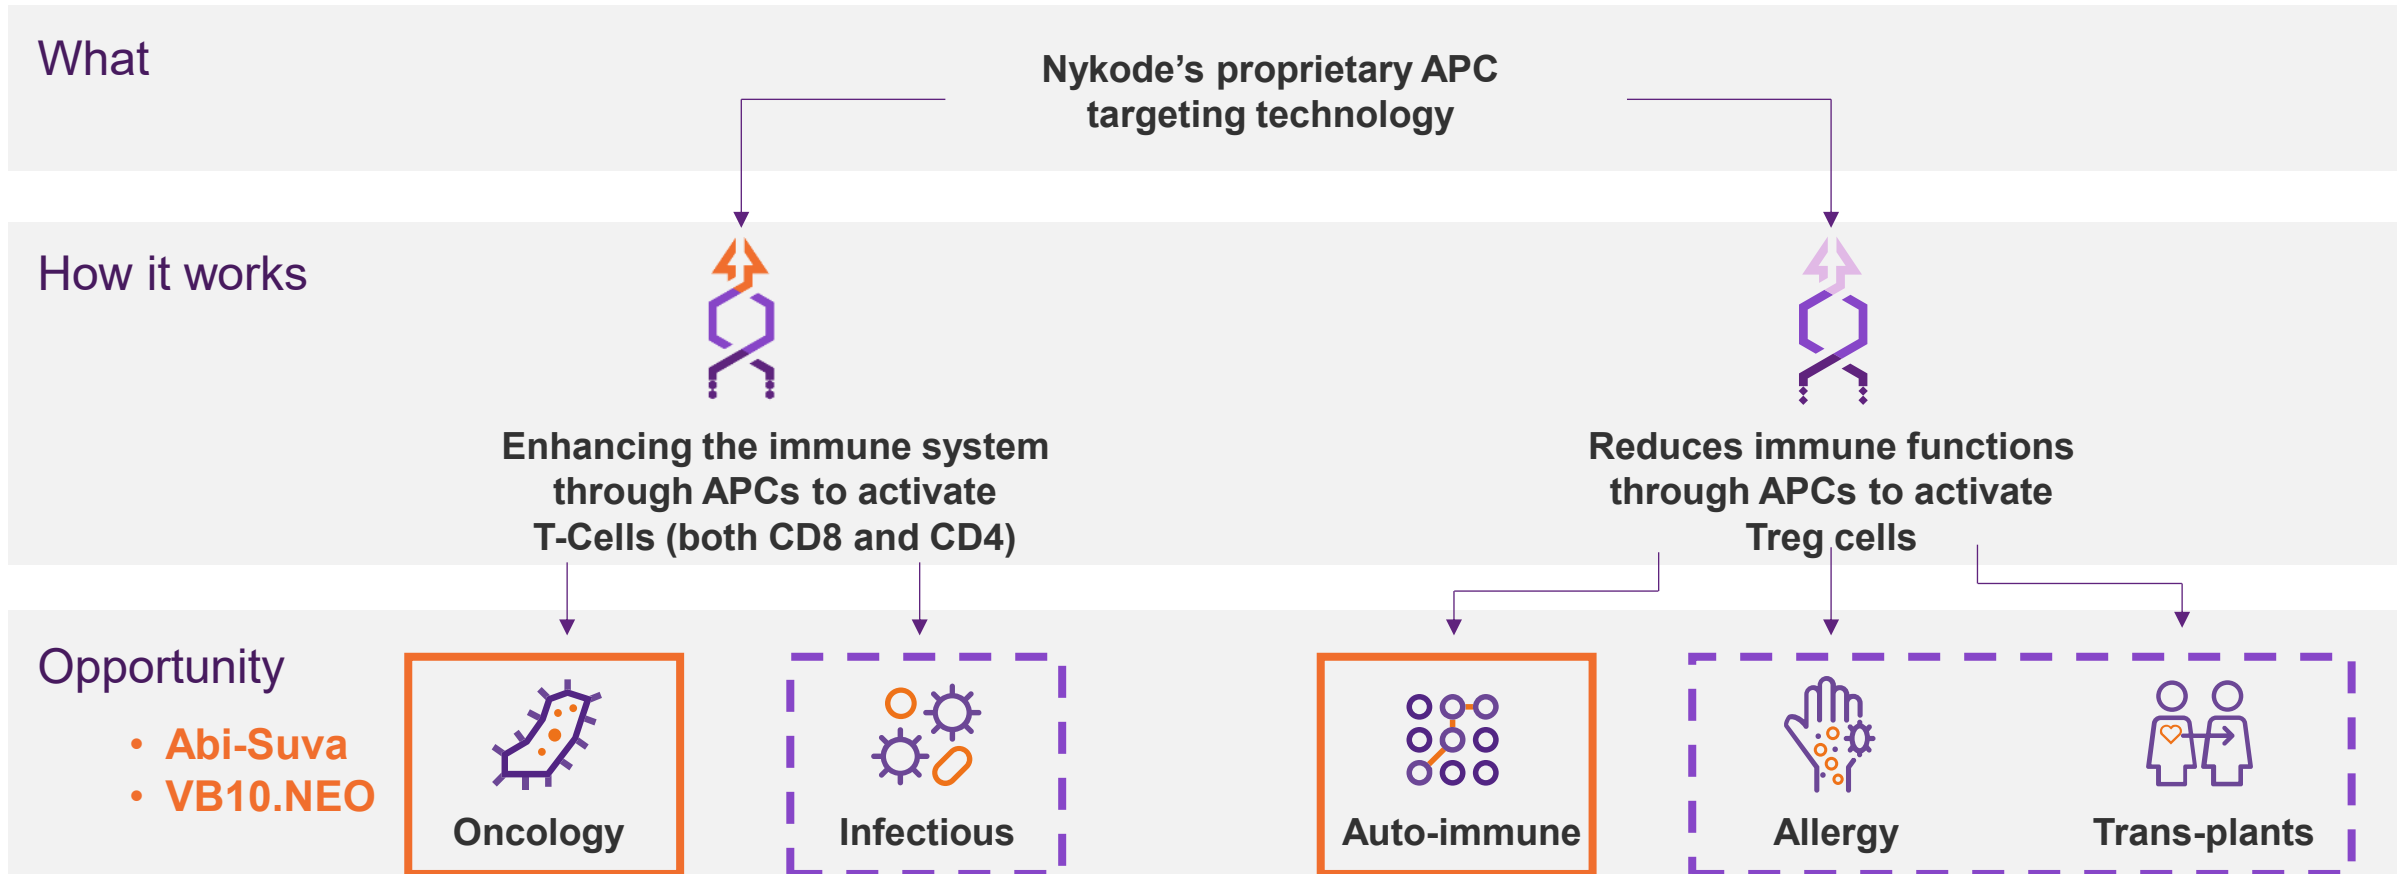 What
Nykode’s proprietary APC
targeting technology
How it works
Enhancing the immune system
through APCs to activate
T-Cells (both CD8 and CD4)
Reduces immune functions
through APCs to activate
Treg cells
Opportunity
• Abi-Suva
• VB10.NEO
Oncology
Infectious
Auto-immune
Allergy
Trans-plants